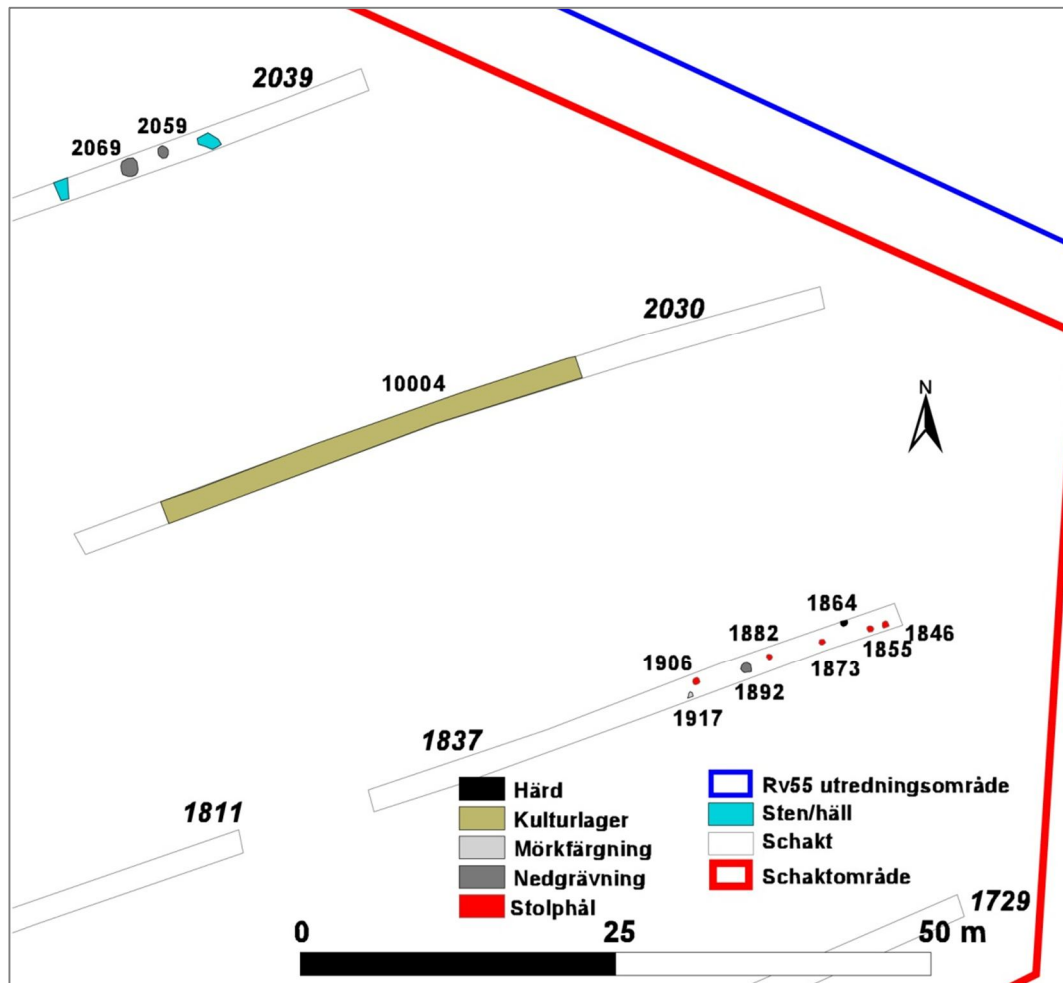 2039
2059
2069
2030
10004
N
1864
1882
1846
1855
1906
1873
1892
1917
1837
1811
Härd
Kulturlager
Mörkfärgning
Nedgrävning
Stolphål
Rv55 utredningsområde
Sten/häll
Schakt
Schaktområde
1729
0 25 50 m